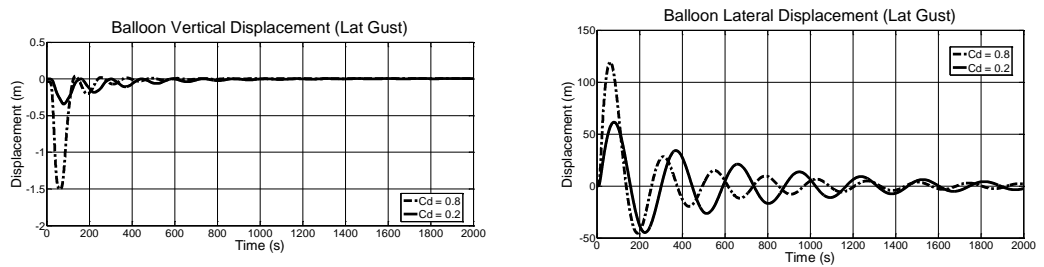 Balloon Vertical Displacement (Lat Gust)
0.5
0
-0.5
-1
-1.5
-2
Displacement (m)
0 200 400 600 800 1000 1200 1400 1600 1800 2000
Time (s)
Cd = 0.8
Cd = 0.2
Balloon Lateral Displacement (Lat Gust)
150
100
50
0
-50
Displacement (m)
0 200 400 600 800 1000 1200 1400 1600 1800 2000
Time (s)
Cd = 0.8
Cd = 0.2